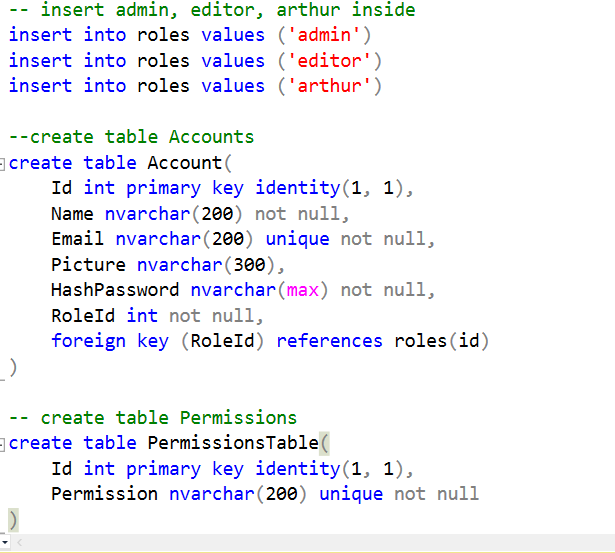 -- insert admin, editor, arthur inside
insert into roles values ('admin')
insert into roles values ('editor')
insert into roles values ('arthur')
--create table Accounts
create table Account(
Id int primary key identity(1, 1),
Name nvarchar(200) not null,
Email nvarchar(200) unique not null,
Picture nvarchar(300),
HashPassword nvarchar(max) not null,
RoleId int not null,
foreign key (RoleId) references roles(id)
)
-- create table Permissions
create table PermissionsTable(
Id int primary key identity(1, 1),
Permission nvarchar(200) unique not null
)